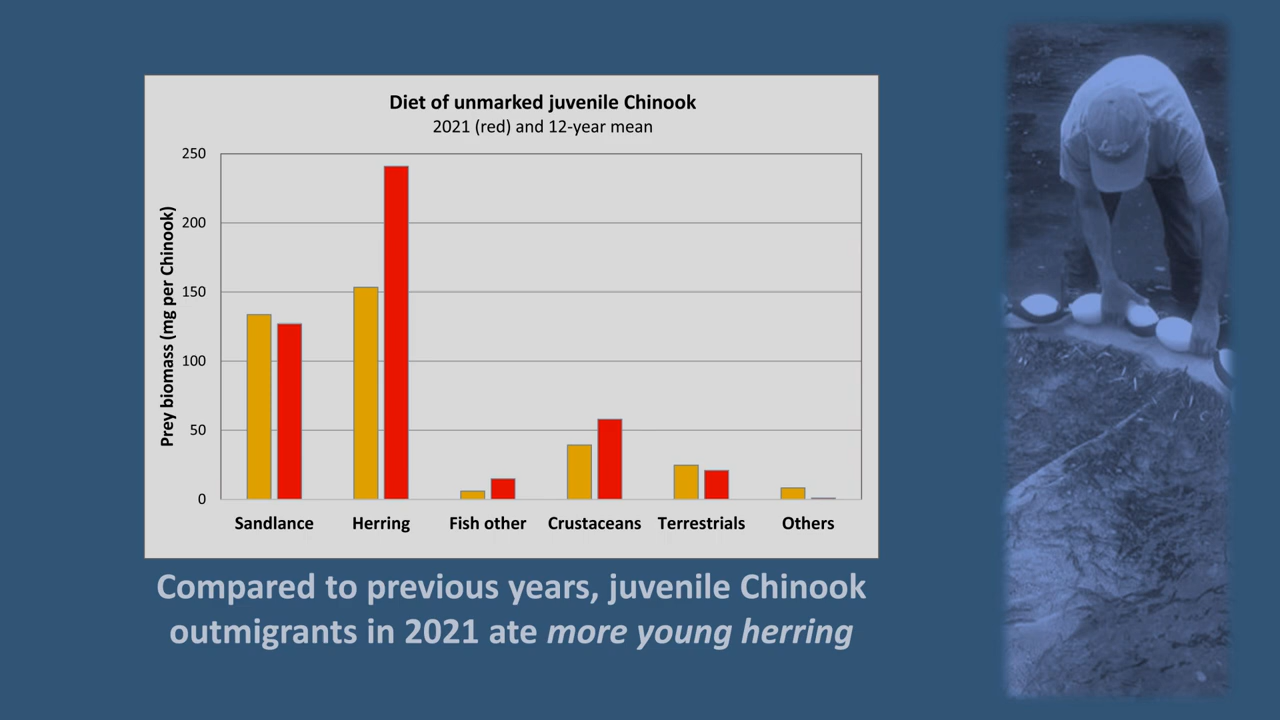 Diet of unmarked juvenile Chinook
2021 (red) and 12-year mean
Prey biomass (mg per Chinook)
250
200
150
100
50
0
Sandlance Herring Fish other Crustaceans Terrestrials Others
Compared to previous years, juvenile Chinook
outmigrants in 2021 ate more young herring